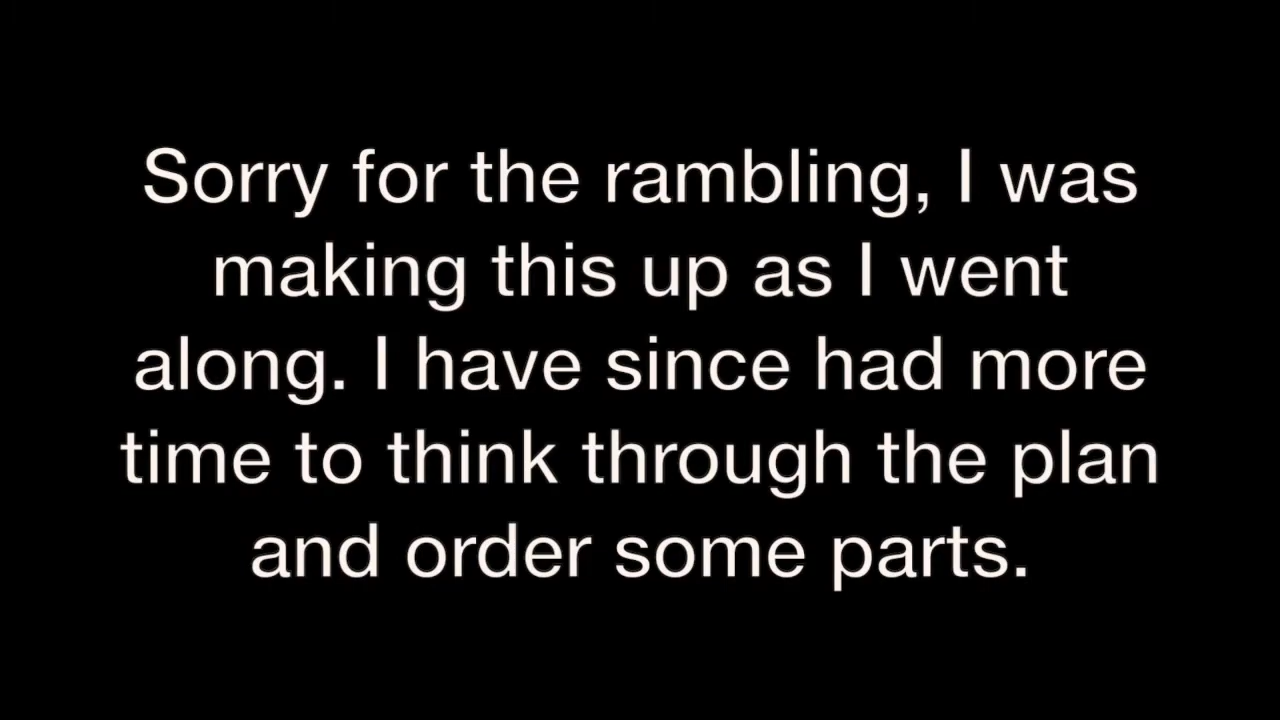 Sorry for the rambling, I was
making this up as I went
along. I have since had more
time to think through the plan
and order some parts.